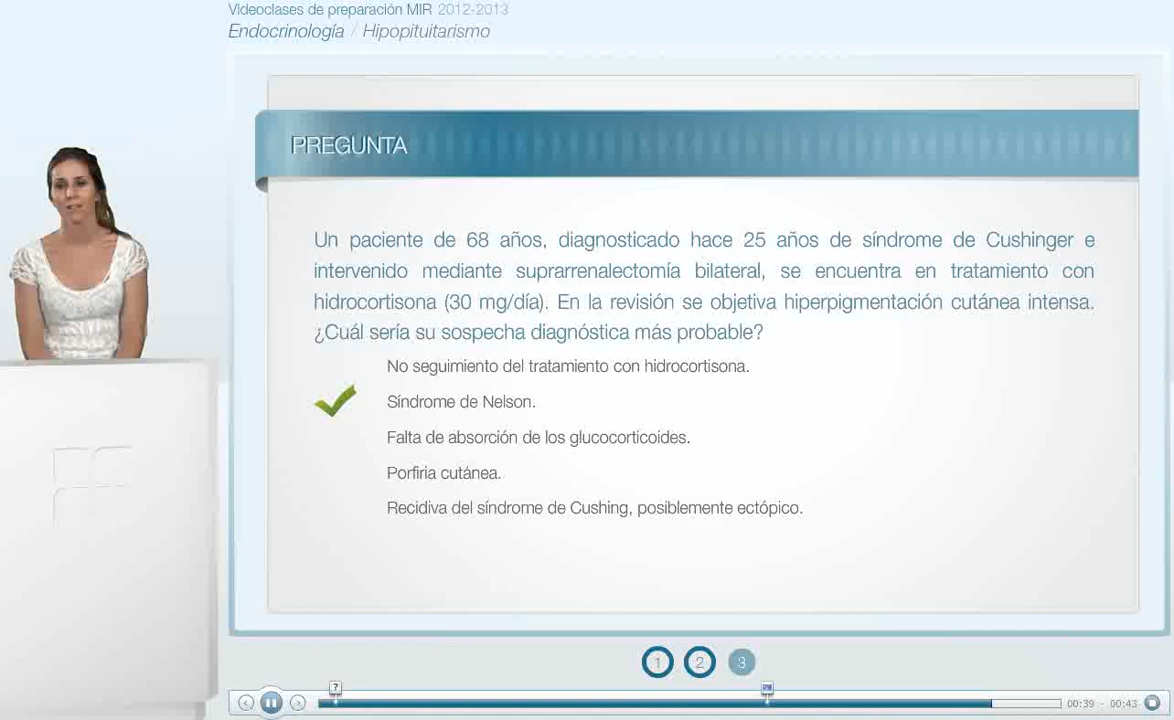 Videoclases de preparación MIR 2012-2013
Endocrinología / Hipopituitarismo
PREGUNTA
Un paciente de 68 años, diagnosticado hace 25 años de síndrome de Cushinger e
intervenido mediante suprarrenalectomía bilateral, se encuentra en tratamiento con
hidrocortisona (30 mg/día). En la revisión se objetiva hiperpigmentación cutánea intensa.
¿Cuál sería su sospecha diagnóstica más probable?
No seguimiento del tratamiento con hidrocortisona.
Síndrome de Nelson.
Falta de absorción de los glucocorticoides.
Porfiria cutánea.
Recidiva del síndrome de Cushing, posiblemente ectópico.
1 2 3
?
00:39 - 00:43